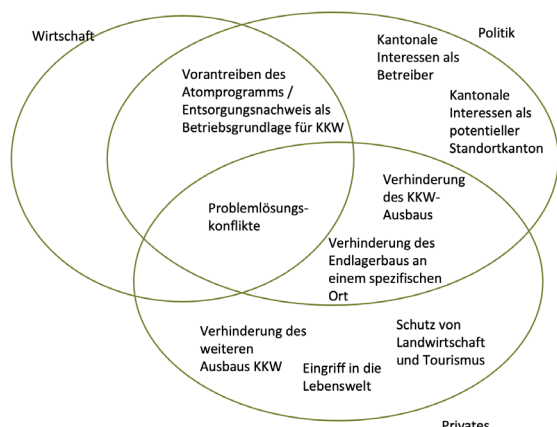 Wirtschaft
Politik
Kantonale
Interessen als
Betreiber
Vorantreiben des
Atomprogramms /
Entsorgungsnachweis als
Betriebsgrundlage für KKW
Kantonale
Interessen als
potentieller
Standortkanton
Verhinderung
des KKW-
Ausbaus
Problemlösungs-
konflikte
Verhinderung des
Endlagerbaus an
einem spezifischen
Ort
Verhinderung des
weiteren
Ausbaus KKW
Eingriff in die
Lebenswelt
Schutz von
Landwirtschaft
und Tourismus
Privates